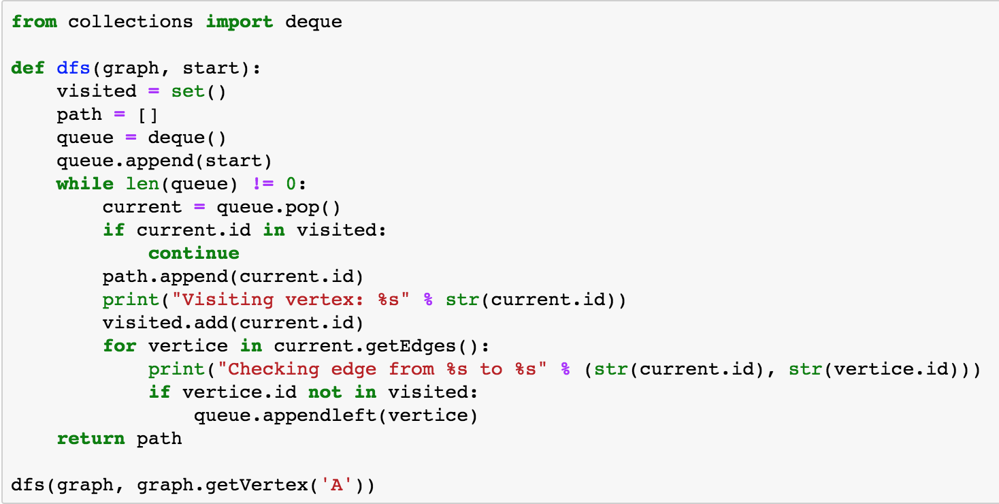 from collections import deque

def dfs(graph, start):
    visited = set()
    path = []
    queue = deque()
    queue.append(start)
    while len(queue) != 0:
        current = queue.pop()
        if current.id in visited:
            continue
        path.append(current.id)
        print("Visiting vertex: %s" % str(current.id))
        visited.add(current.id)
        for vertice in current.getEdges():
            print("Checking edge from %s to %s" % (str(current.id), str(vertice.id)))
            if vertice.id not in visited:
                queue.appendleft(vertice)
    return path

dfs(graph, graph.getVertex('A'))